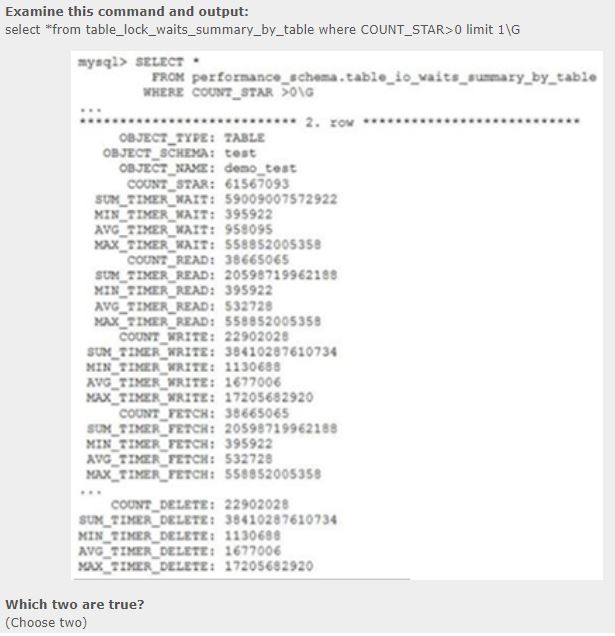 Examine this command and output:
select *from table_lock_waits_summary_by_table where COUNT_STAR>0 limit 1\G
mysql> SELECT *
FROM performance_schema.table_io_waits_summary_by_table
WHERE COUNT_STAR >0\G
...
*************************** 2. row ***************************
OBJECT_TYPE: TABLE
OBJECT_SCHEMA: test
OBJECT_NAME: demo_test
COUNT_STAR: 61567093
SUM_TIMER_WAIT: 59009007572922
MIN_TIMER_WAIT: 395922
AVG_TIMER_WAIT: 958095
MAX_TIMER_WAIT: 558852005358
COUNT_READ: 38665065
SUM_TIMER_READ: 20598719962188
MIN_TIMER_READ: 395922
AVG_TIMER_READ: 532728
MAX_TIMER_READ: 558852005358
COUNT_WRITE: 22902028
SUM_TIMER_WRITE: 38410287610734
MIN_TIMER_WRITE: 1130688
AVG_TIMER_WRITE: 1677006
MAX_TIMER_WRITE: 17205682920
COUNT_FETCH: 38665065
SUM_TIMER_FETCH: 20598719962188
MIN_TIMER_FETCH: 395922
AVG_TIMER_FETCH: 532728
MAX_TIMER_FETCH: 558852005358
...
COUNT_DELETE: 22902028
SUM_TIMER_DELETE: 38410287610734
MIN_TIMER_DELETE: 1130688
AVG_TIMER_DELETE: 1677006
MAX_TIMER_DELETE: 17205682920
Which two are true?
(Choose two)